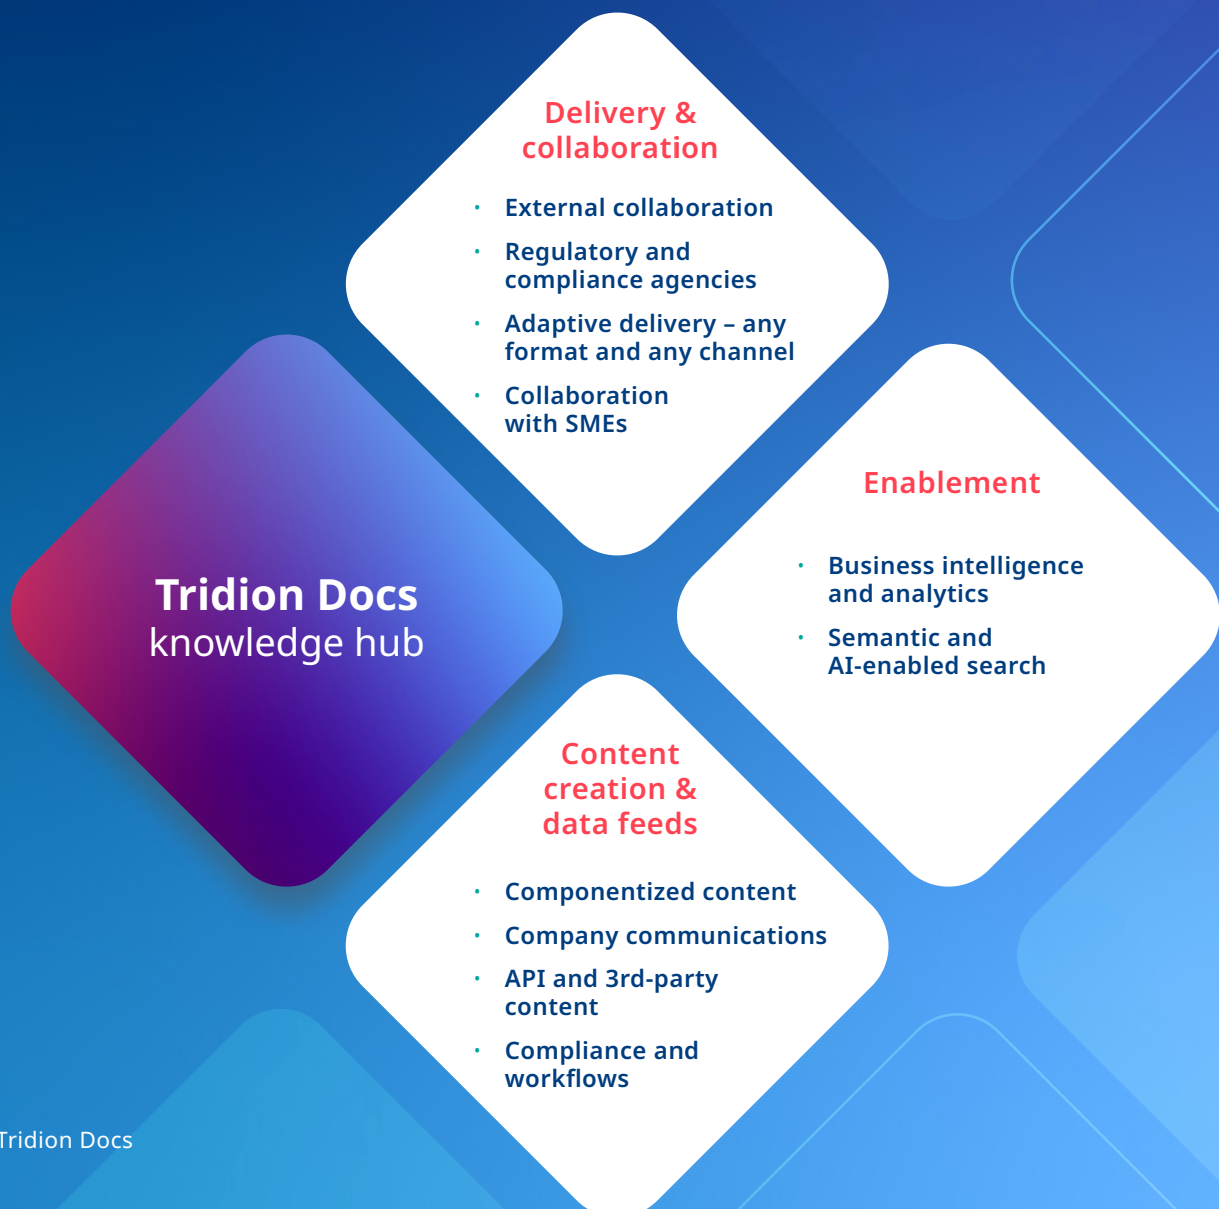 Delivery &
collaboration
· External collaboration
· Regulatory and
compliance agencies
· Adaptive delivery – any
format and any channel
· Collaboration
with SMEs
Tridion Docs
knowledge hub
Enablement
· Business intelligence
and analytics
· Semantic and
AI-enabled search
Content
creation &
data feeds
· Componentized content
· Company communications
· API and 3rd-party
content
· Compliance and
workflows
Tridion Docs